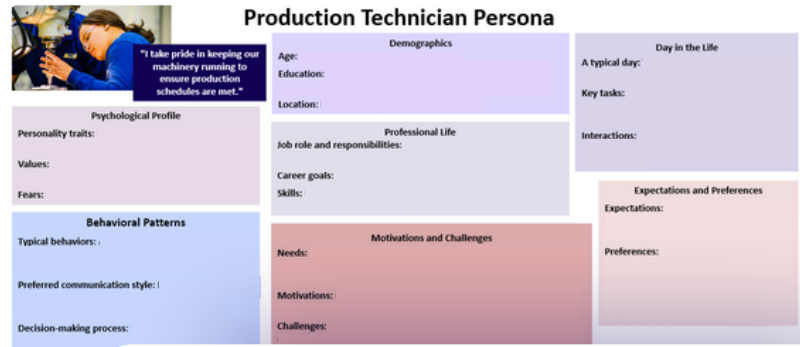 Production Technician Persona
"I take pride in keeping our
machinery running to
ensure production
schedules are met."
Psychological Profile
Personality traits:
Values:
Fears:
Behavioral Patterns
Typical behaviors:
Preferred communication style:
Decision-making process:
Demographics
Age:
Education:
Location:
Professional Life
Job role and responsibilities:
Career goals:
Skills:
Motivations and Challenges
Needs:
Motivations:
Challenges:
Day in the Life
A typical day:
Key tasks:
Interactions:
Expectations and Preferences
Expectations:
Preferences: